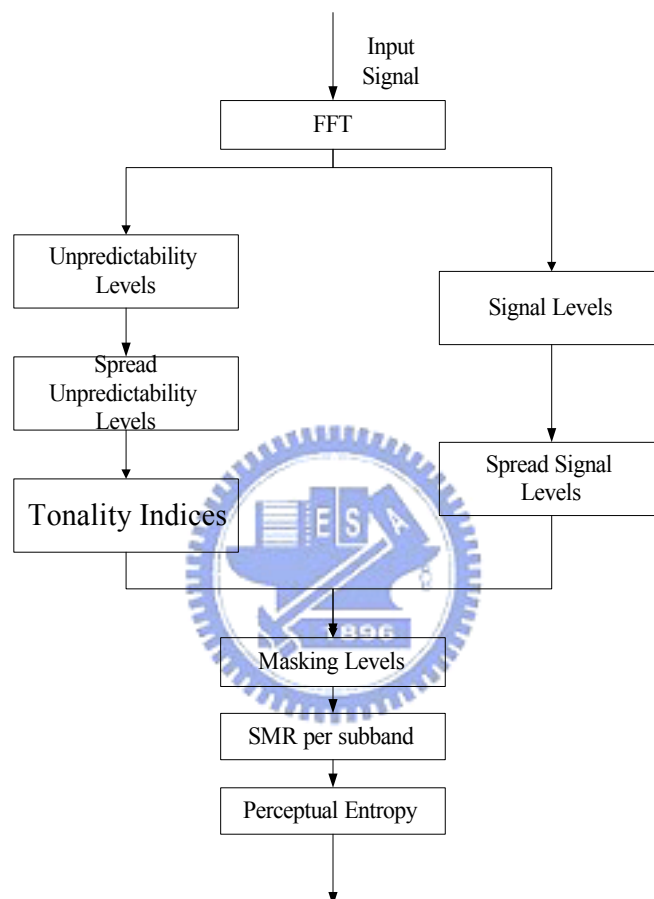 Input
Signal
FFT
Unpredictability
Levels
Signal Levels
Spread
Unpredictability
Levels
Spread Signal
Levels
Tonality Indices
E S A
1896
Masking Levels
SMR per subband
Perceptual Entropy